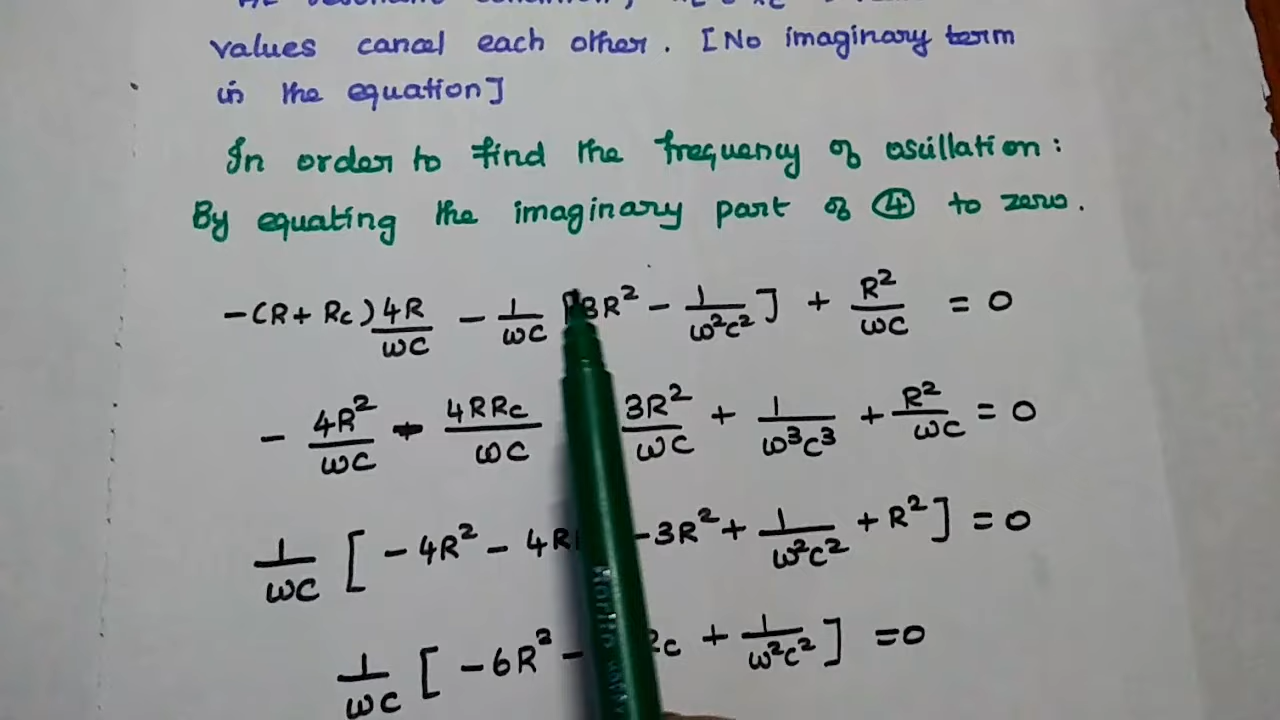 values cancel each other. [No imaginary term
in the equation]
In order to find the frequency of oscillation:
By equating the imaginary part of ④ to zero.
-(R+ Rc) 4R/ωC - 1/ωC [3R² - 1/ω²C²] + R²/ωC = 0
- 4R²/ωC - 4RRc/ωC 3R²/ωC + 1/ω³C³ + R²/ωC = 0
1/ωC [ -4R² - 4R -3R² + 1/ω²C² + R² ] = 0
1/ωC [ -6R² - c + 1/ω²C² ] = 0